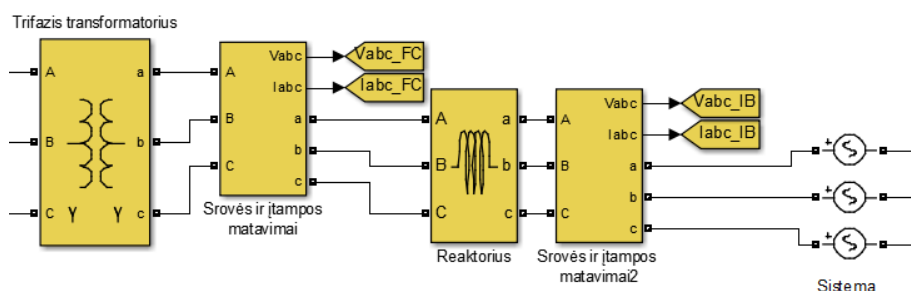 Trifazis transformatorius
A
a
B
b
C
c
Y Y
A
B
C
Vabc
Iabc
a
b
c
Srovės ir įtampos
matavimai
Vabc_FC
Iabc_FC
A
a
B
b
C
c
Reaktorius
A
B
C
Vabc
Iabc
a
b
c
Srovės ir įtampos
matavimai2
Vabc_IB
Iabc_IB
+
-
+
-
+
-
Sistema